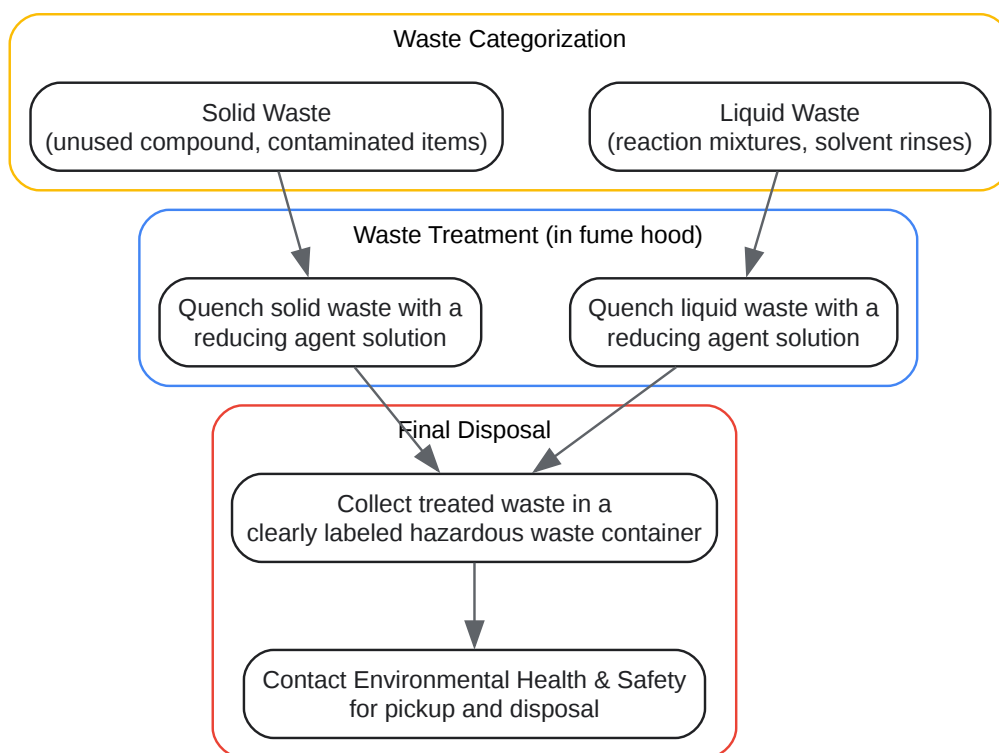 Waste Categorization
Solid Waste
(unused compound, contaminated items)
Liquid Waste
(reaction mixtures, solvent rinses)
Waste Treatment (in fume hood)
Quench solid waste with a
reducing agent solution
Quench liquid waste with a
reducing agent solution
Final Disposal
Collect treated waste in a
clearly labeled hazardous waste container
Contact Environmental Health & Safety
for pickup and disposal